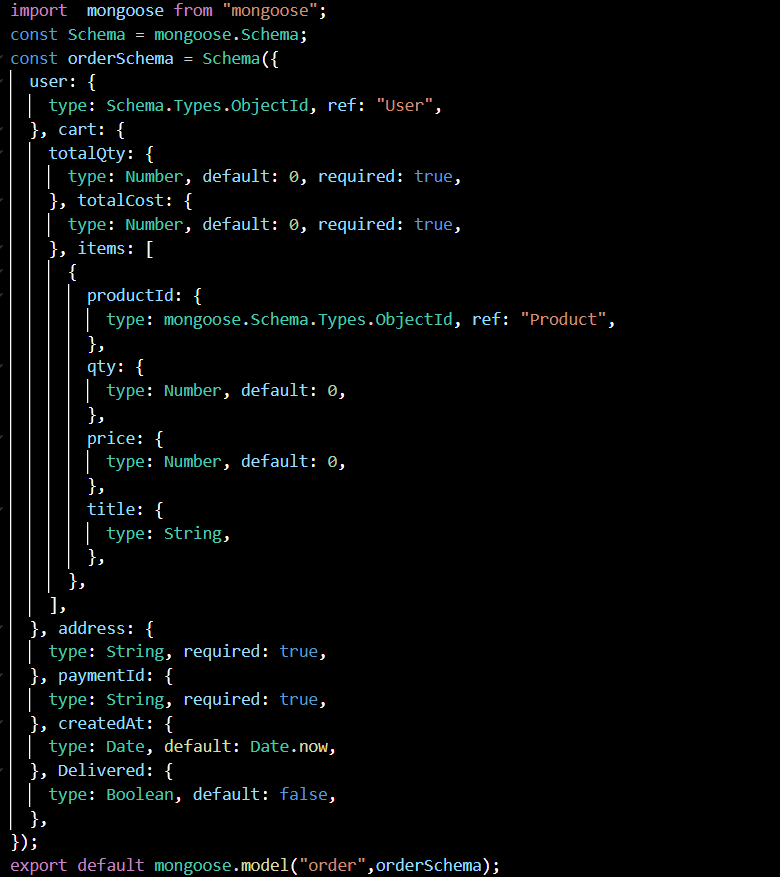 import  mongoose from "mongoose";
const Schema = mongoose.Schema;
const orderSchema = Schema({
  user: {
    type: Schema.Types.ObjectId, ref: "User",
  }, cart: {
    totalQty: {
      type: Number, default: 0, required: true,
    }, totalCost: {
      type: Number, default: 0, required: true,
    }, items: [
      {
        productId: {
          type: mongoose.Schema.Types.ObjectId, ref: "Product",
        },
        qty: {
          type: Number, default: 0,
        },
        price: {
          type: Number, default: 0,
        },
        title: {
          type: String,
        },
      },
    ],
  }, address: {
    type: String, required: true,
  }, paymentId: {
    type: String, required: true,
  }, createdAt: {
    type: Date, default: Date.now,
  }, Delivered: {
    type: Boolean, default: false,
  },
});
export default mongoose.model("order",orderSchema);